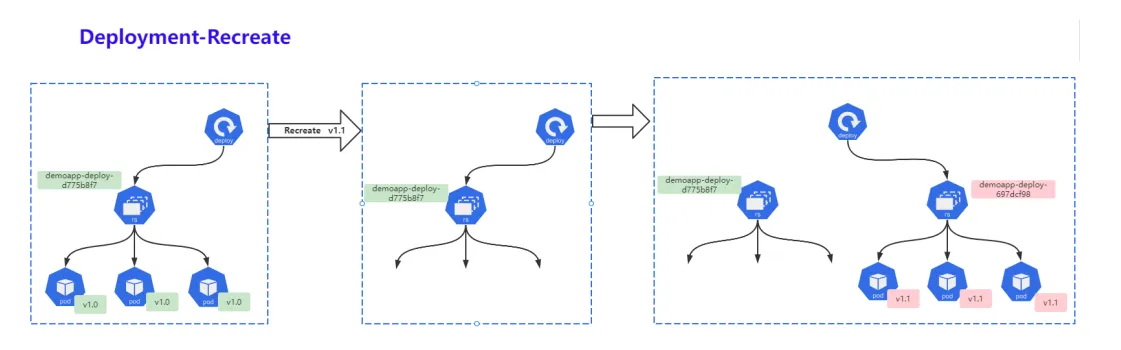 Deployment-Recreate
deploy
demoapp-deploy-
d775b8f7
rs
pod
v1.0
pod
v1.0
pod
v1.0
Recreate v1.1
deploy
demoapp-deploy-
d775b8f7
rs
deploy
demoapp-deploy-
d775b8f7
rs
demoapp-deploy-
697dcf98
rs
pod
v1.1
pod
v1.1
pod
v1.1